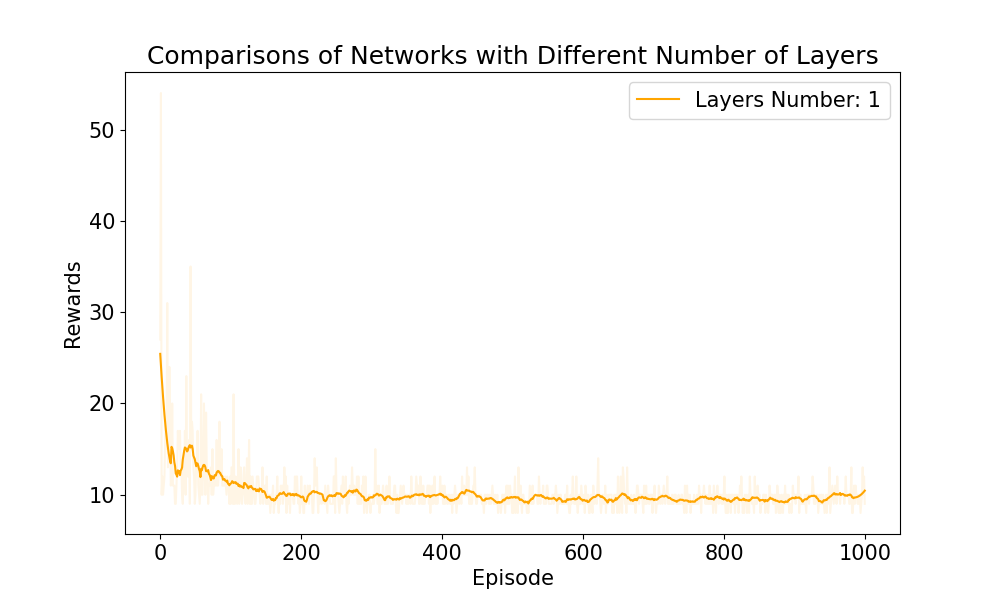 Comparisons of Networks with Different Number of Layers
Layers Number: 1
50
40
30
20
10
Rewards
0 200 400 600 800 1000
Episode